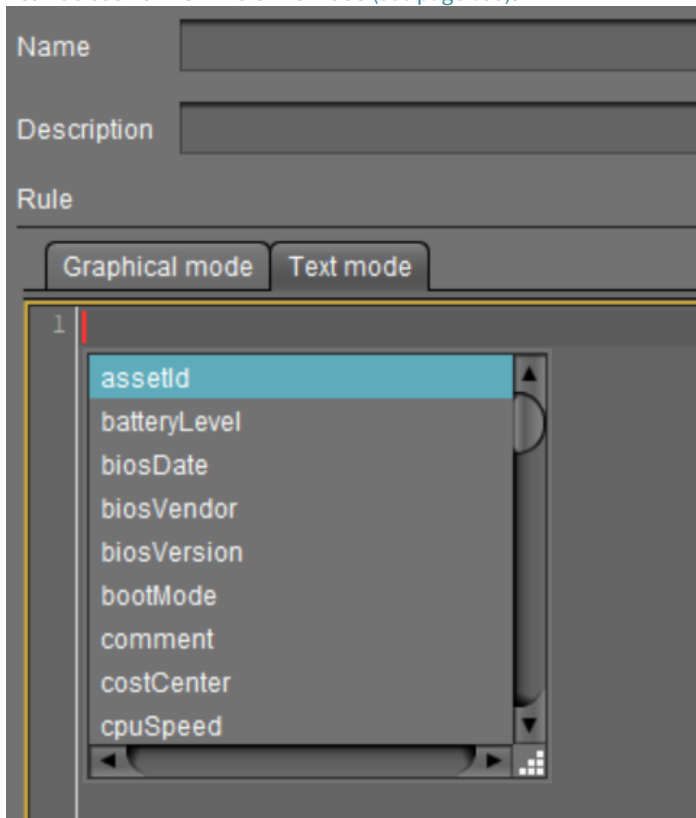 Name
Description
Rule
Graphical mode Text mode
1
assetId
batteryLevel
biosDate
biosVendor
biosVersion
bootMode
comment
costCenter
cpuSpeed